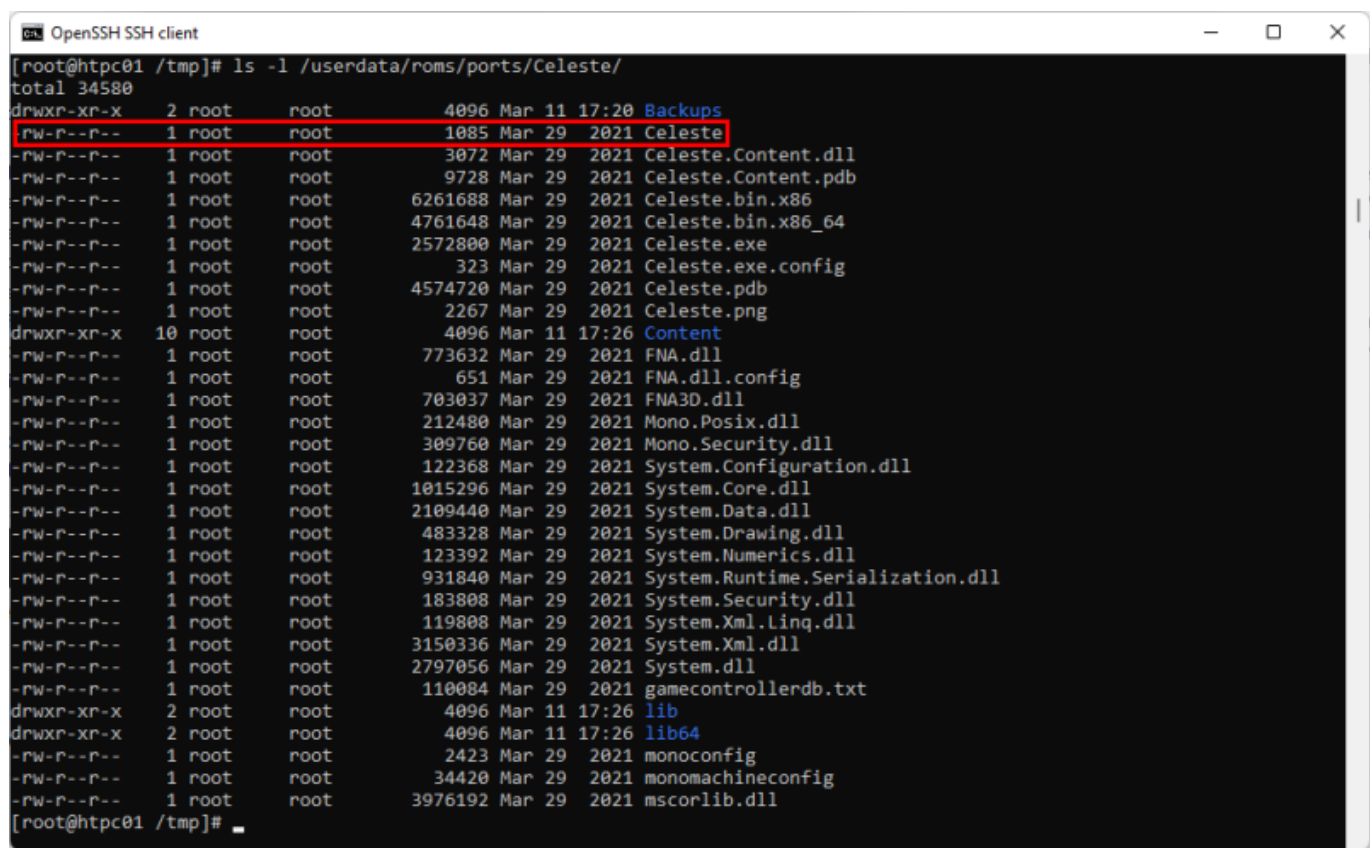 OpenSSH SSH client
[root@htpc01 /tmp]# ls -l /userdata/roms/ports/Celeste/
total 34580
drwxr-xr-x 2 root root 4096 Mar 11 17:20 Backups
-rw-r--r-- 1 root root 1085 Mar 29 2021 Celeste
-rw-r--r-- 1 root root 3072 Mar 29 2021 Celeste.Content.dll
-rw-r--r-- 1 root root 9728 Mar 29 2021 Celeste.Content.pdb
-rw-r--r-- 1 root root 6261688 Mar 29 2021 Celeste.bin.x86
-rw-r--r-- 1 root root 4761648 Mar 29 2021 Celeste.bin.x86_64
-rw-r--r-- 1 root root 2572800 Mar 29 2021 Celeste.exe
-rw-r--r-- 1 root root 323 Mar 29 2021 Celeste.exe.config
-rw-r--r-- 1 root root 4574720 Mar 29 2021 Celeste.pdb
-rw-r--r-- 1 root root 2267 Mar 29 2021 Celeste.png
drwxr-xr-x 10 root root 4096 Mar 11 17:26 Content
-rw-r--r-- 1 root root 773632 Mar 29 2021 FNA.dll
-rw-r--r-- 1 root root 651 Mar 29 2021 FNA.dll.config
-rw-r--r-- 1 root root 703037 Mar 29 2021 FNA3D.dll
-rw-r--r-- 1 root root 212480 Mar 29 2021 Mono.Posix.dll
-rw-r--r-- 1 root root 309760 Mar 29 2021 Mono.Security.dll
-rw-r--r-- 1 root root 122368 Mar 29 2021 System.Configuration.dll
-rw-r--r-- 1 root root 1015296 Mar 29 2021 System.Core.dll
-rw-r--r-- 1 root root 2109440 Mar 29 2021 System.Data.dll
-rw-r--r-- 1 root root 483328 Mar 29 2021 System.Drawing.dll
-rw-r--r-- 1 root root 123392 Mar 29 2021 System.Numerics.dll
-rw-r--r-- 1 root root 931840 Mar 29 2021 System.Runtime.Serialization.dll
-rw-r--r-- 1 root root 183808 Mar 29 2021 System.Security.dll
-rw-r--r-- 1 root root 119808 Mar 29 2021 System.Xml.Linq.dll
-rw-r--r-- 1 root root 3150336 Mar 29 2021 System.Xml.dll
-rw-r--r-- 1 root root 2797056 Mar 29 2021 System.dll
-rw-r--r-- 1 root root 110084 Mar 29 2021 gamecontrollerdb.txt
drwxr-xr-x 2 root root 4096 Mar 11 17:26 lib
drwxr-xr-x 2 root root 4096 Mar 11 17:26 lib64
-rw-r--r-- 1 root root 2423 Mar 29 2021 monoconfig
-rw-r--r-- 1 root root 34420 Mar 29 2021 monomachineconfig
-rw-r--r-- 1 root root 3976192 Mar 29 2021 mscorlib.dll
[root@htpc01 /tmp]#